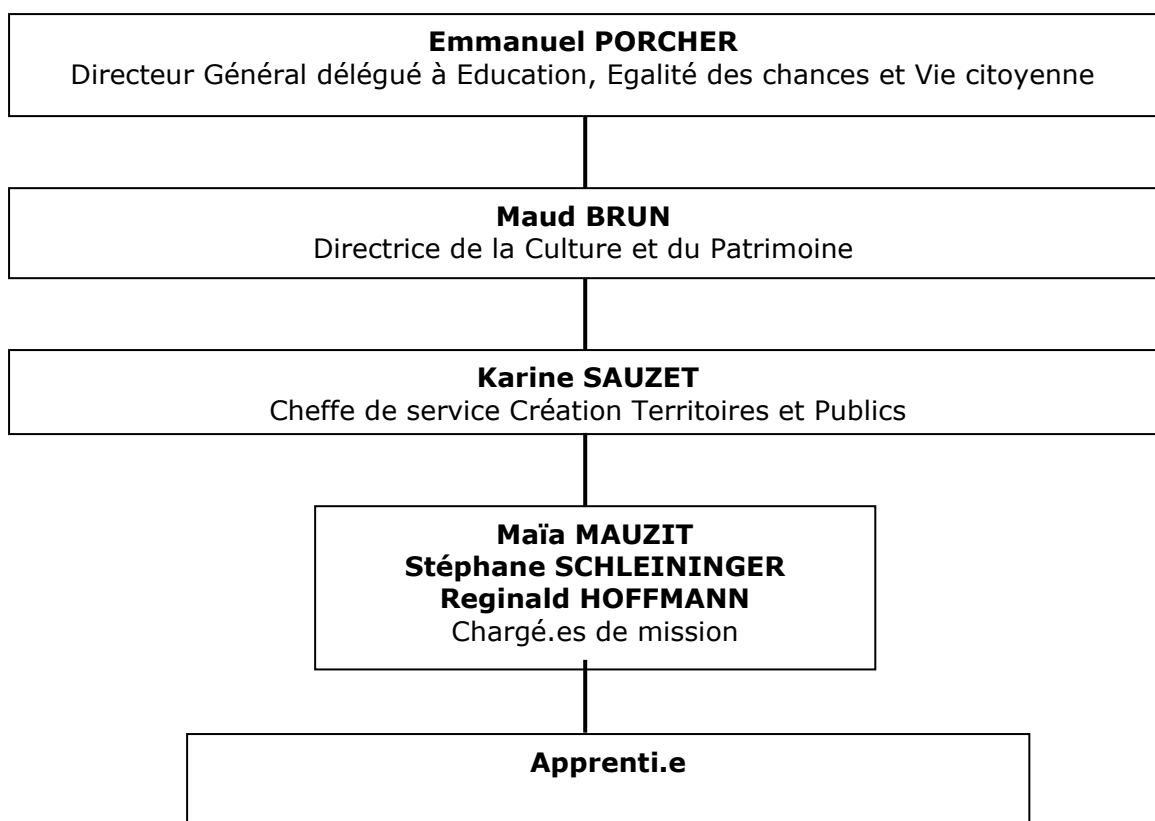 Emmanuel PORCHER
Directeur Général délégué à Education, Egalité des chances et Vie citoyenne
Maud BRUN
Directrice de la Culture et du Patrimoine
Karine SAUZET
Cheffe de service Création Territoires et Publics
Maïa MAUZIT
Stéphane SCHLEININGER
Reginald HOFFMANN
Chargé.es de mission
Apprenti.e